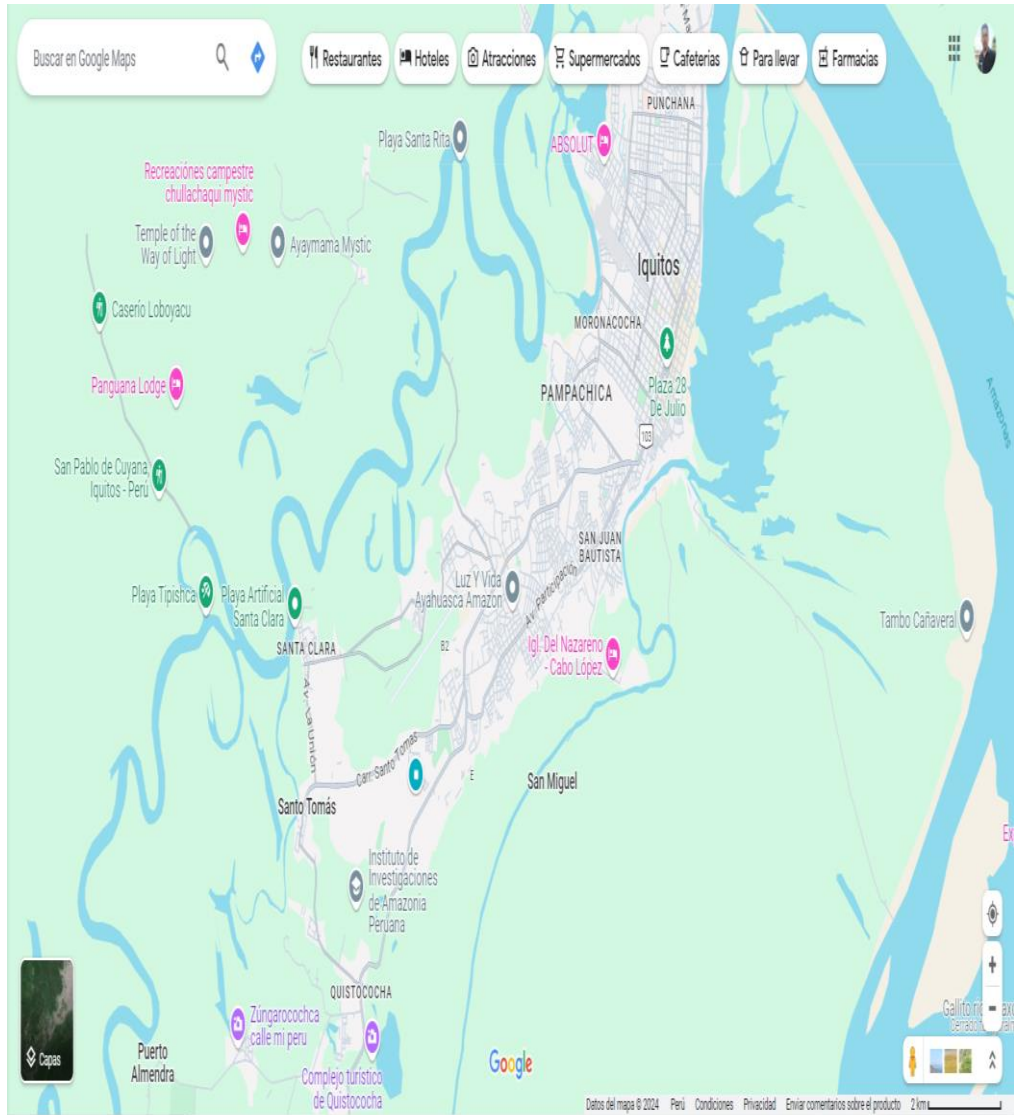 Buscar en Google Maps
Restaurantes
Hoteles
Atracciones
Supermercados
Cafeterías
Para llevar
Farmacias
PUNCHANA
Playa Santa Rita
ABSOLUT
Recreaciónes campestre
chullachaqui mystic
Temple of the
Way of Light
Ayaymama Mystic
Iquitos
Caserío Loboyacu
MORONACOCHA
Panguana Lodge
PAMPACHICA
Plaza 28
De Julio
Amazonas
103
San Pablo de Cuyana,
Iquitos - Perú
SAN JUAN
BAUTISTA
Luz Y Vida
Ayahuasca Amazon
Av. Participación
Playa Tipishca
Playa Artificial
Santa Clara
Tambo Cañaveral
SANTA CLARA
B2
Igl. Del Nazareno
- Cabo López
Av. La Unión
Carr. Santo Tomas
E
San Miguel
Santo Tomás
Ex
Instituto de
Investigaciones
de Amazonia
Peruana
QUISTOCOCHA
Zúngarocochca
calle mi peru
Puerto
Almendra
Complejo turístico
de Quistococha
Capas
Google
Gallito
Datos del mapa © 2024
Perú
Condiciones
Privacidad
Enviar comentarios sobre el producto
2 km